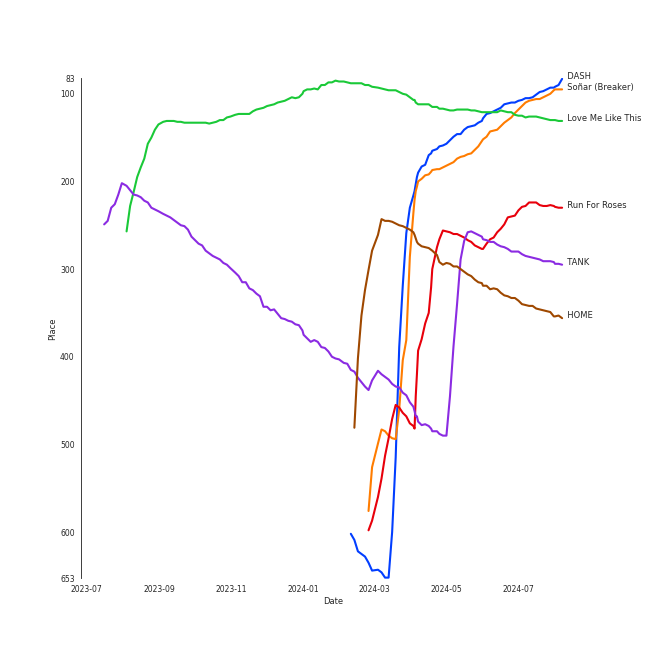 83
100
200
300
400
500
600
653
Place
2023-07
2023-09
2023-11
2024-01
2024-03
2024-05
2024-07
Date
DASH
Soñar (Breaker)
Love Me Like This
Run For Roses
TANK
HOME